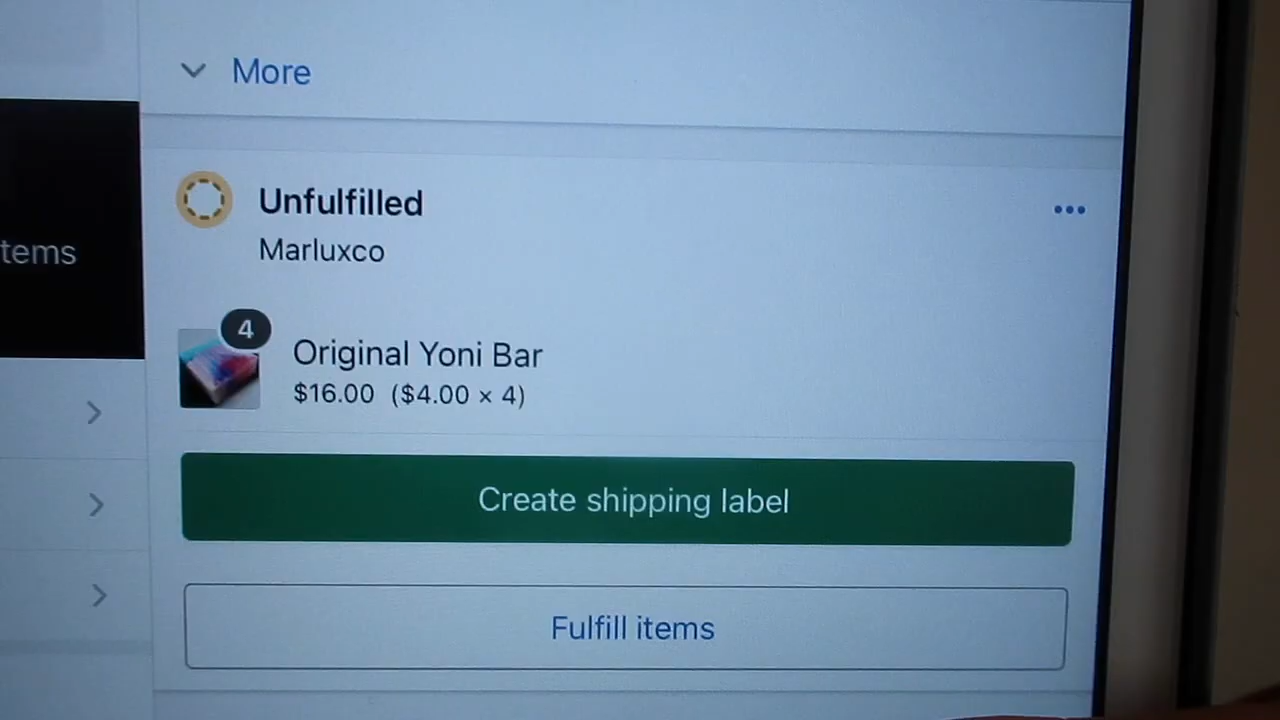 More
Unfulfilled
Marluxco
tems
4
Original Yoni Bar
$16.00 ($4.00 × 4)
Create shipping label
Fulfill items